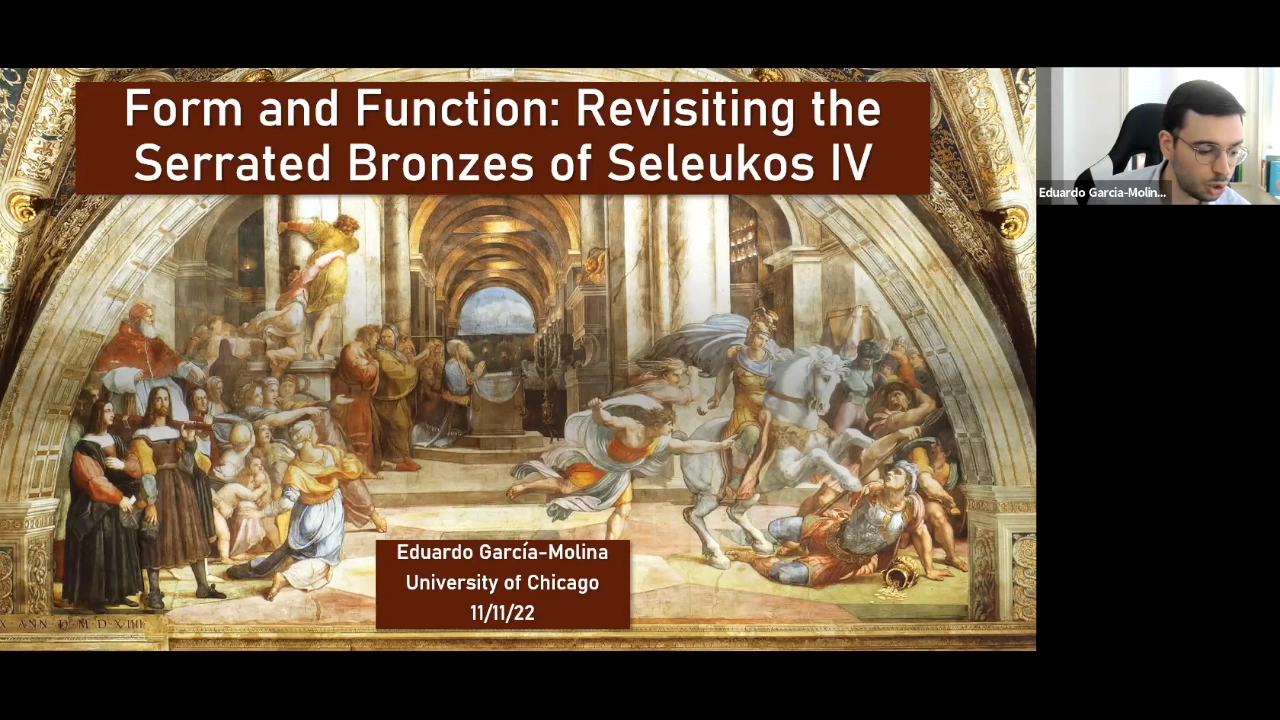 Form and Function: Revisiting the
Serrated Bronzes of Seleukos IV
Eduardo Garcia-Molin...
Eduardo García-Molina
University of Chicago
11/11/22